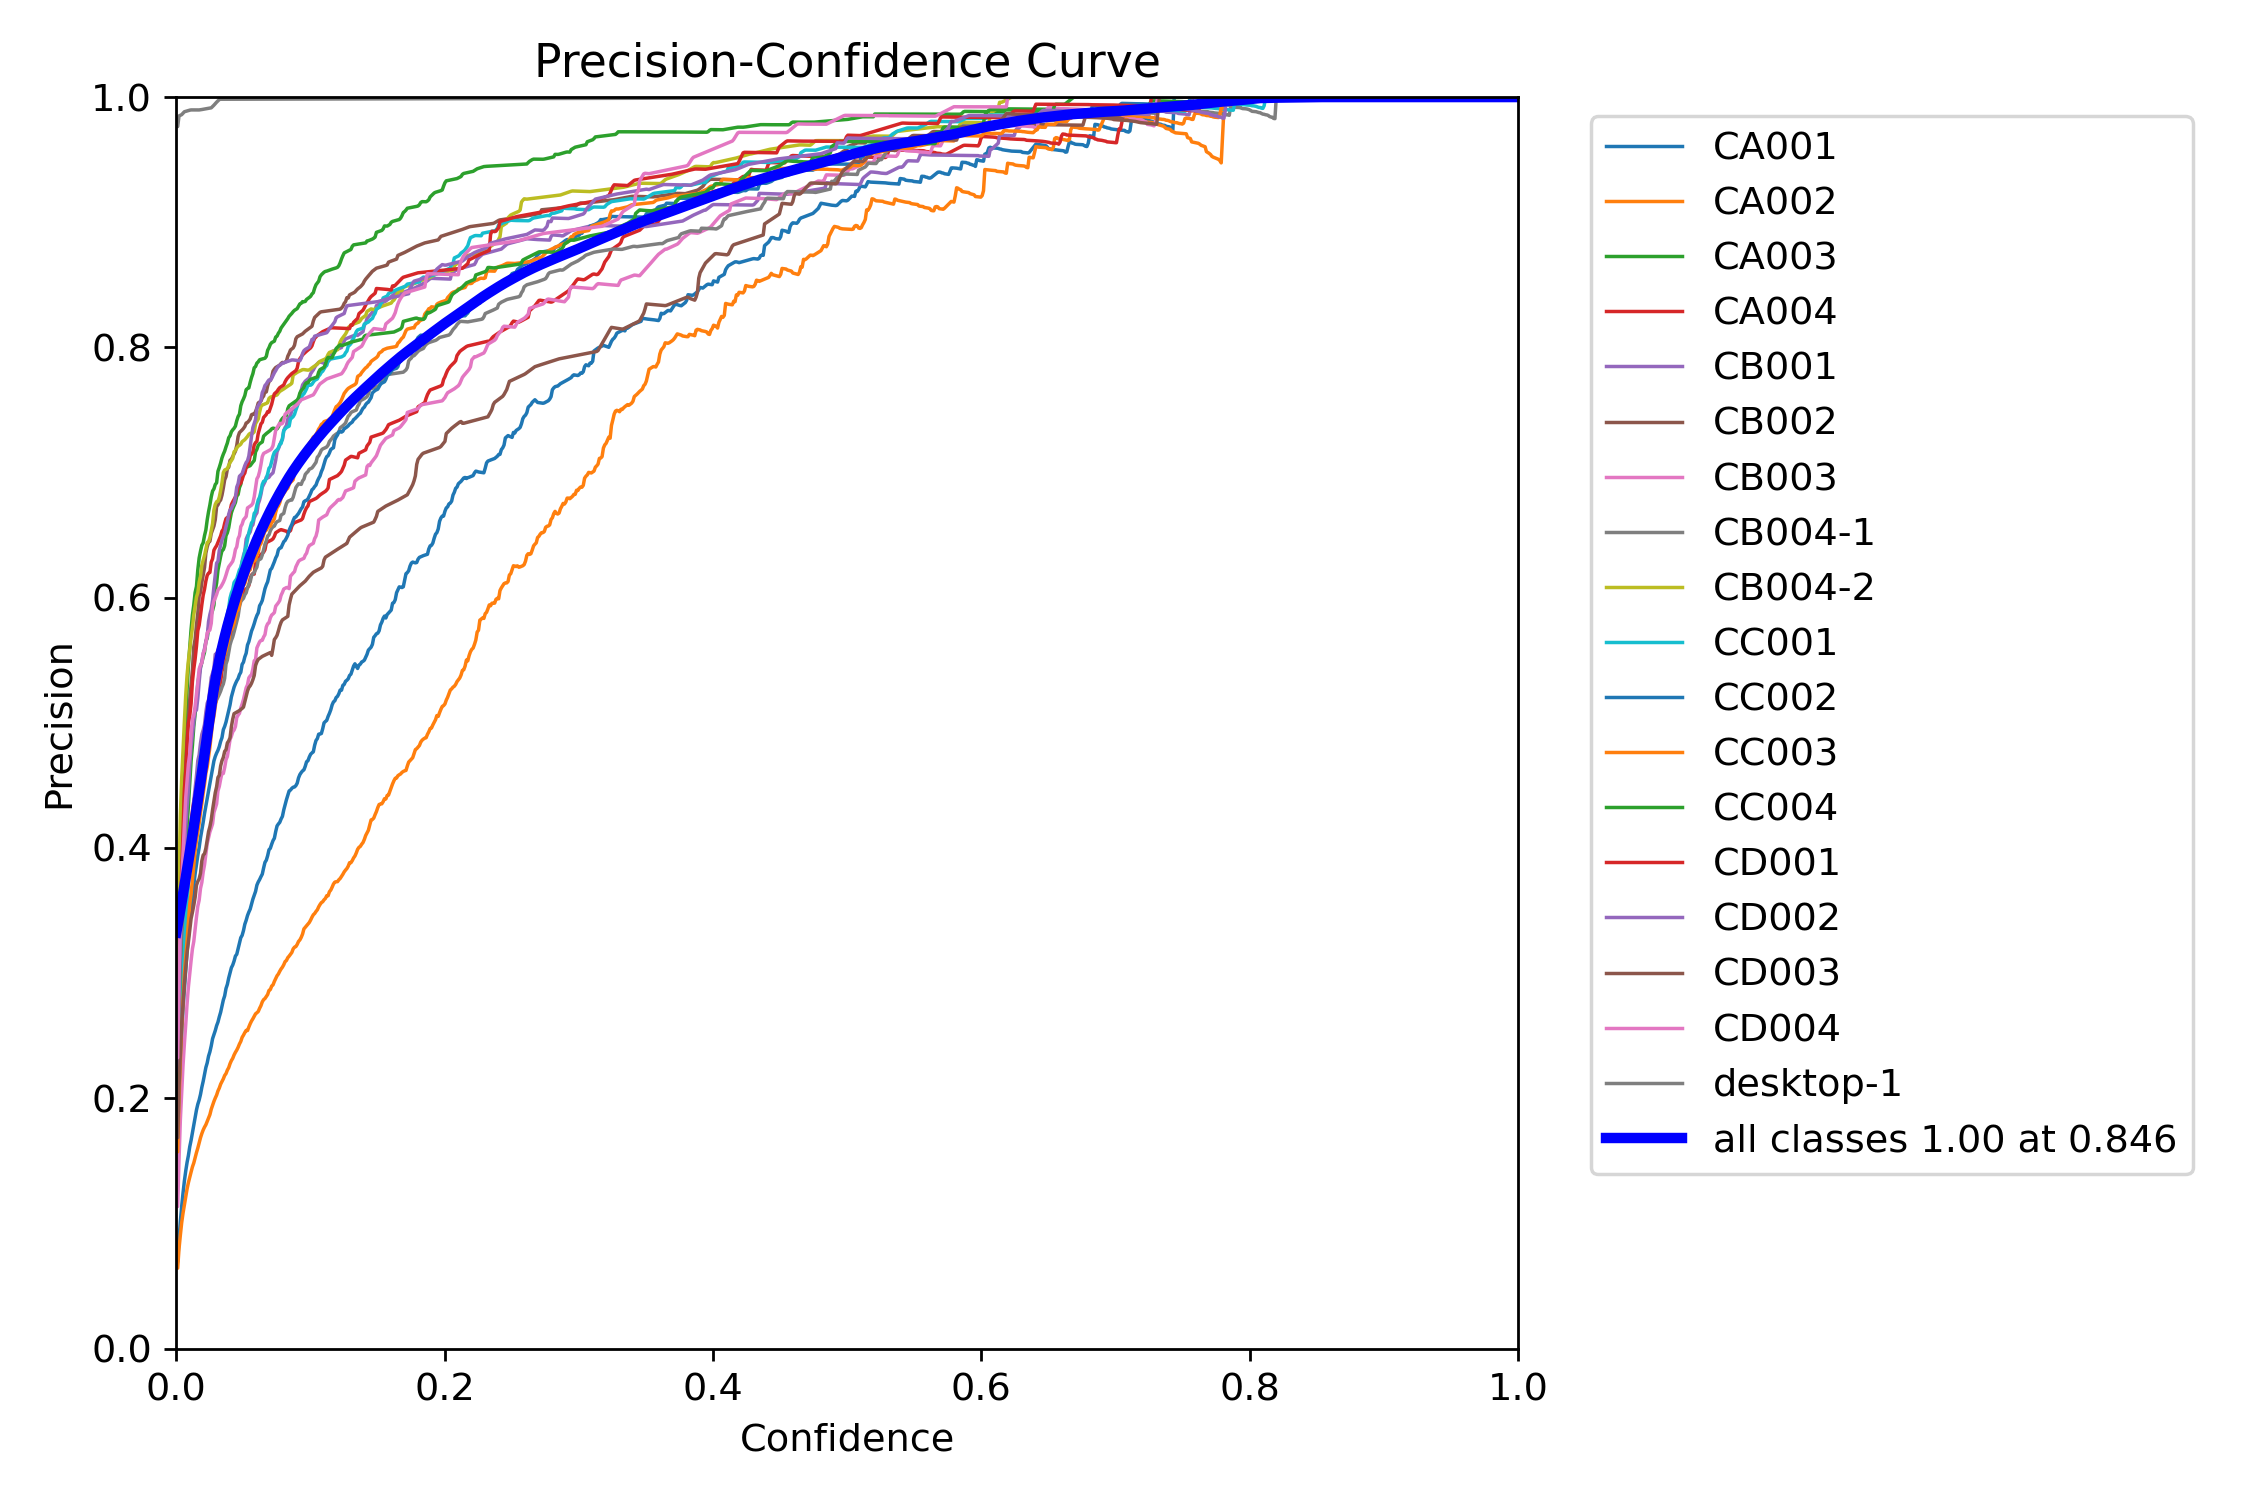 Precision-Confidence Curve
1.0
0.8
0.6
0.4
0.2
0.0
Precision
0.0 0.2 0.4 0.6 0.8 1.0
Confidence
CA001
CA002
CA003
CA004
CB001
CB002
CB003
CB004-1
CB004-2
CC001
CC002
CC003
CC004
CD001
CD002
CD003
CD004
desktop-1
all classes 1.00 at 0.846